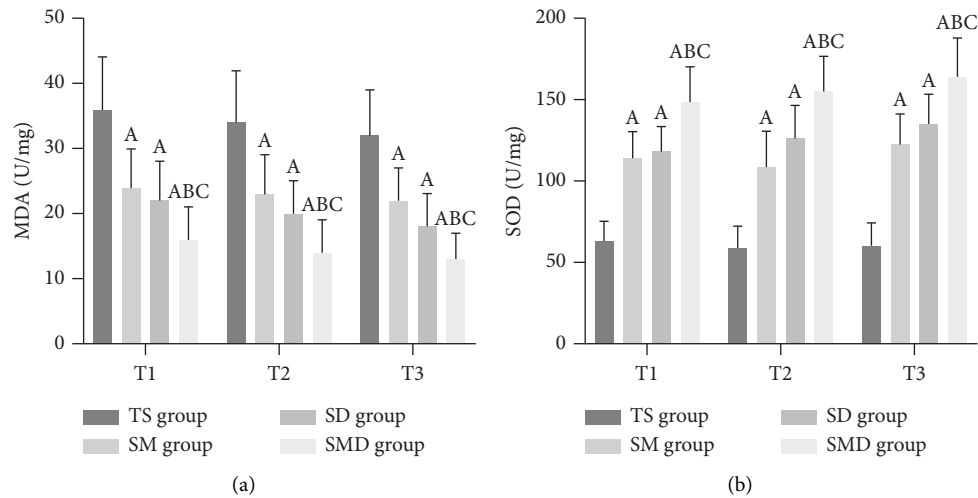 50
40
30
20
10
0
MDA (U/mg)
A
A
ABC
A
A
ABC
A
A
ABC
T1
T2
T3
TS group
SD group
SM group
SMD group
(a)
200
150
100
50
0
SOD (U/mg)
A
A
ABC
A
A
ABC
A
A
ABC
T1
T2
T3
TS group
SD group
SM group
SMD group
(b)